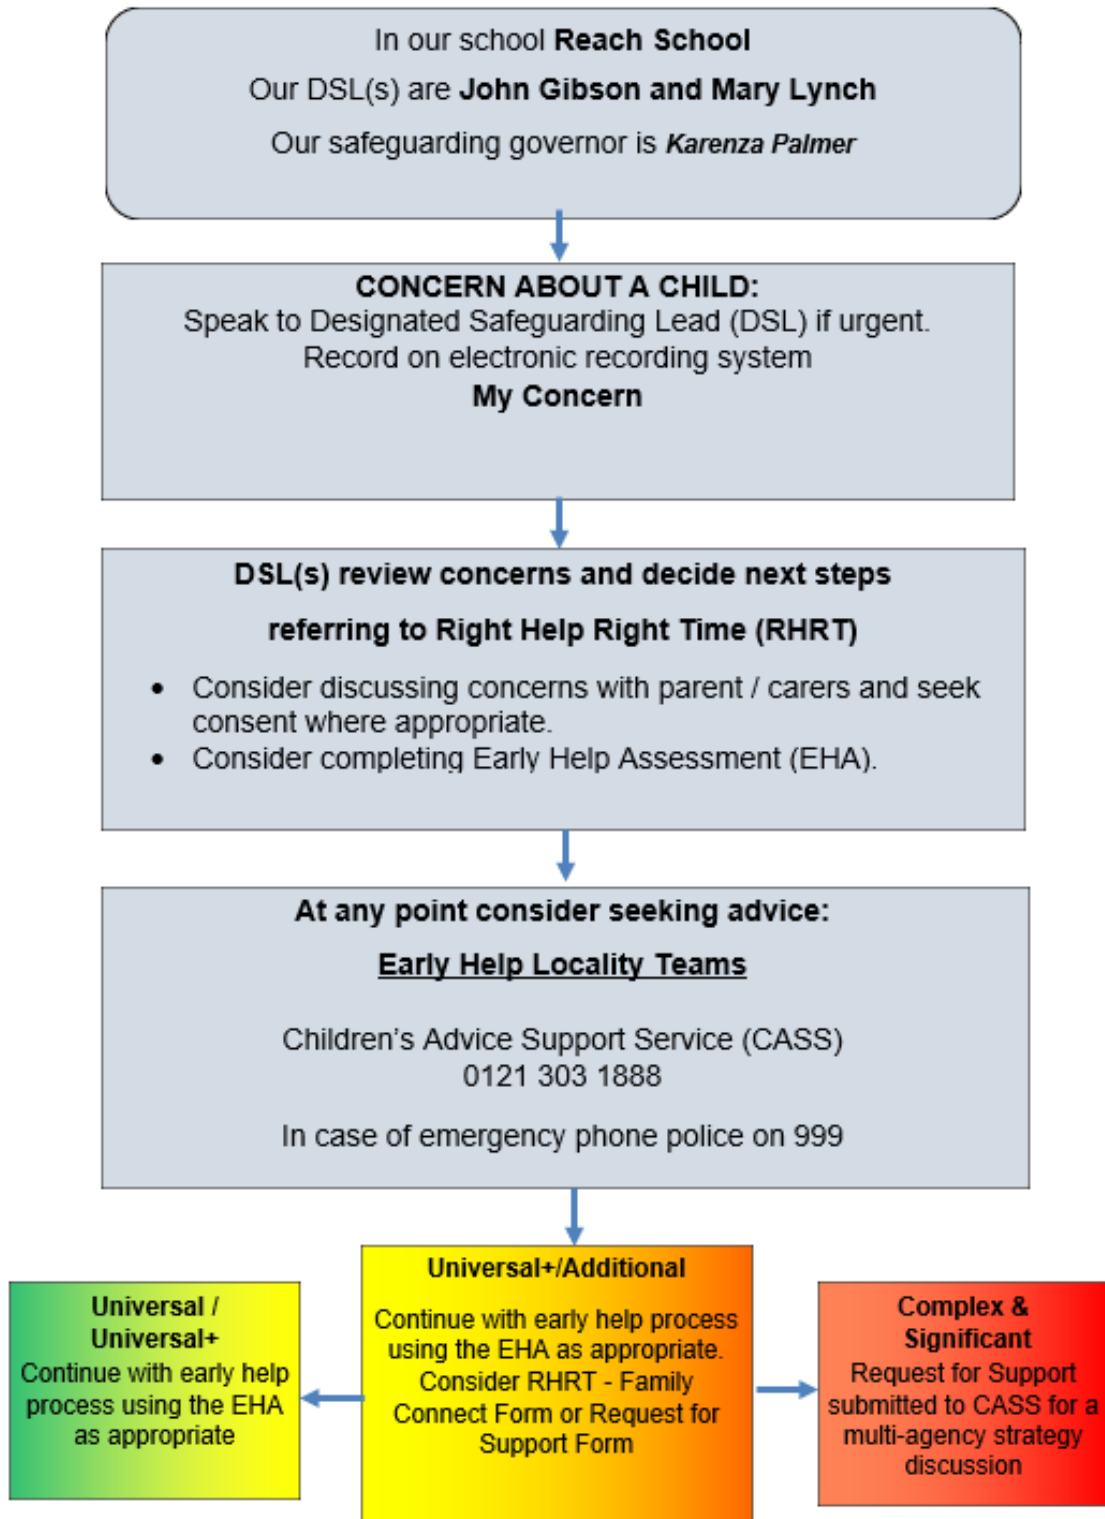 In our school Reach School
Our DSL(s) are John Gibson and Mary Lynch
Our safeguarding governor is Karenza Palmer
CONCERN ABOUT A CHILD:
Speak to Designated Safeguarding Lead (DSL) if urgent.
Record on electronic recording system
My Concern
DSL(s) review concerns and decide next steps
referring to Right Help Right Time (RHRT)
• Consider discussing concerns with parent / carers and seek
consent where appropriate.
• Consider completing Early Help Assessment (EHA).
At any point consider seeking advice:
Early Help Locality Teams
Children's Advice Support Service (CASS)
0121 303 1888
In case of emergency phone police on 999
Universal /
Universal+
Continue with early help
process using the EHA
as appropriate
Universal+/Additional
Continue with early help process
using the EHA as appropriate.
Consider RHRT - Family
Connect Form or Request for
Support Form
Complex &
Significant
Request for Support
submitted to CASS for a
multi-agency strategy
discussion